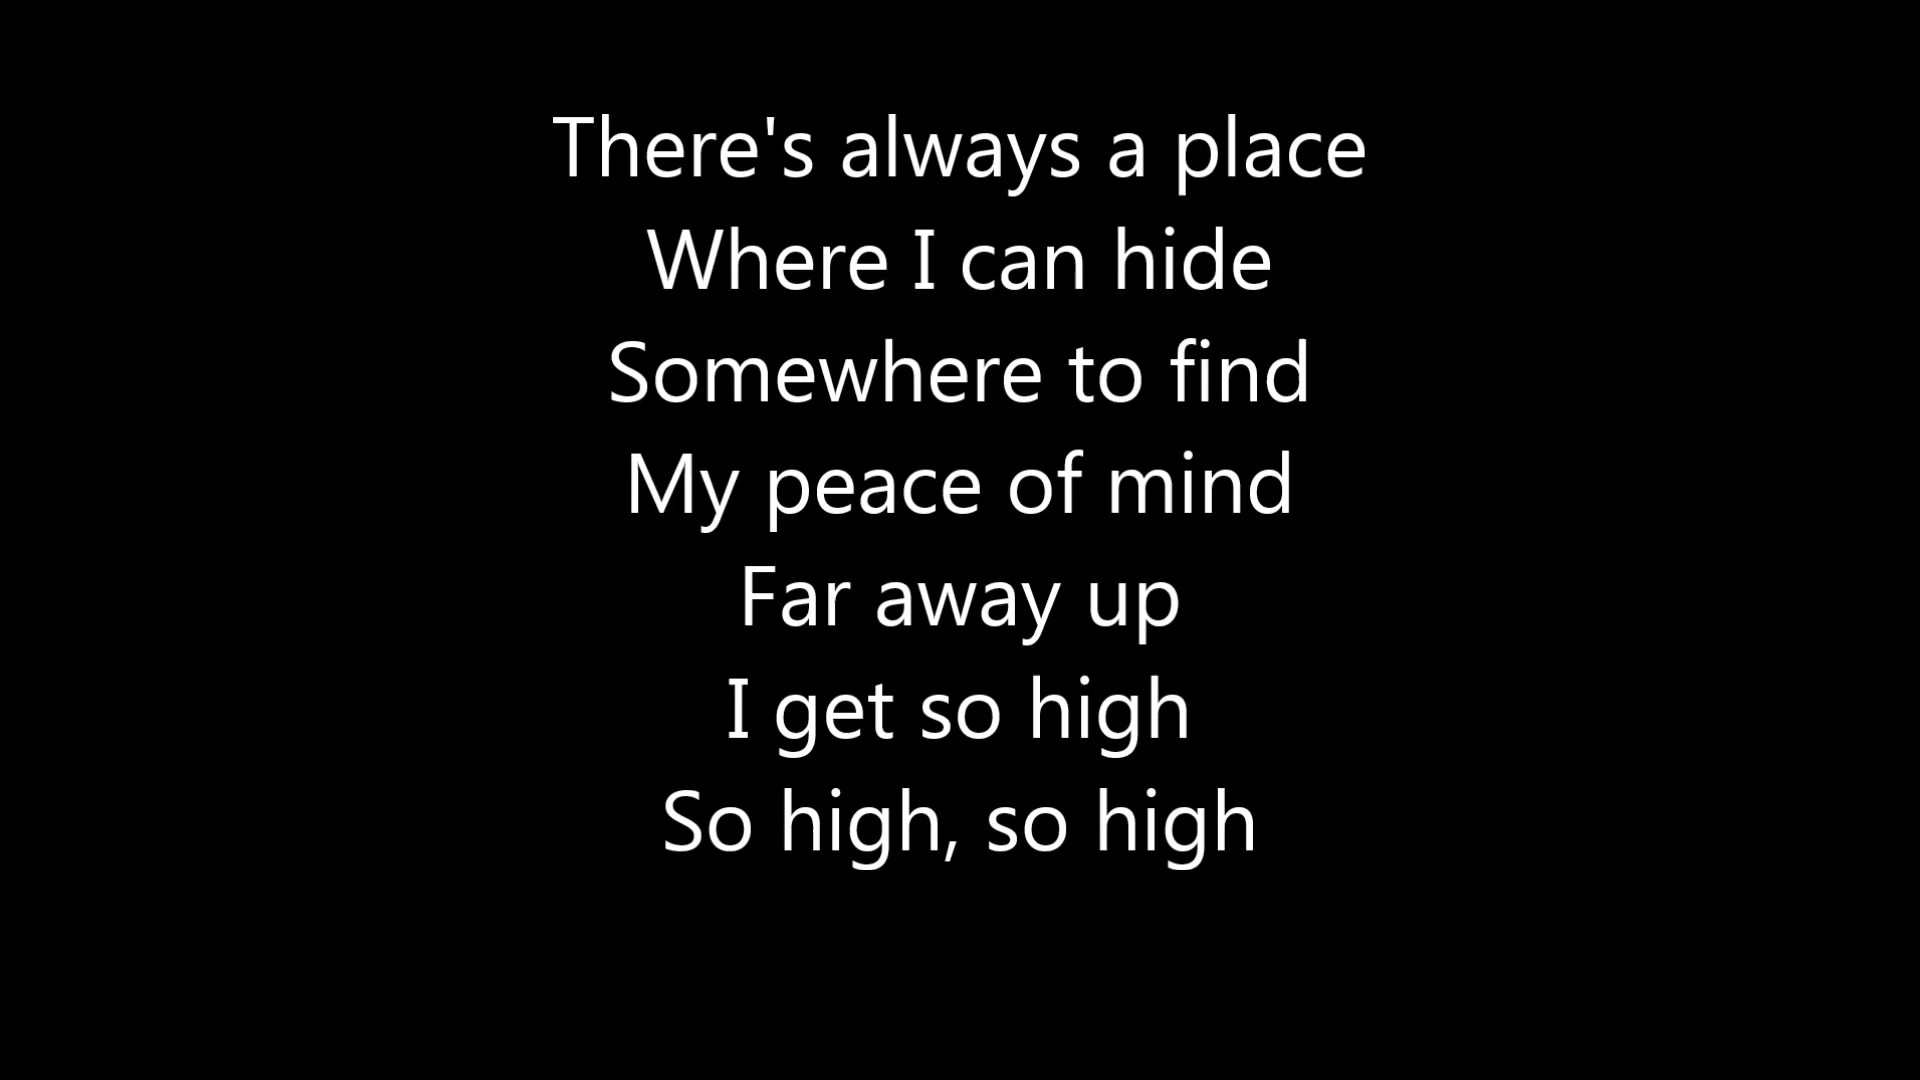 There's always a place
Where I can hide
Somewhere to find
My peace of mind
Far away up
I get so high
So high, so high